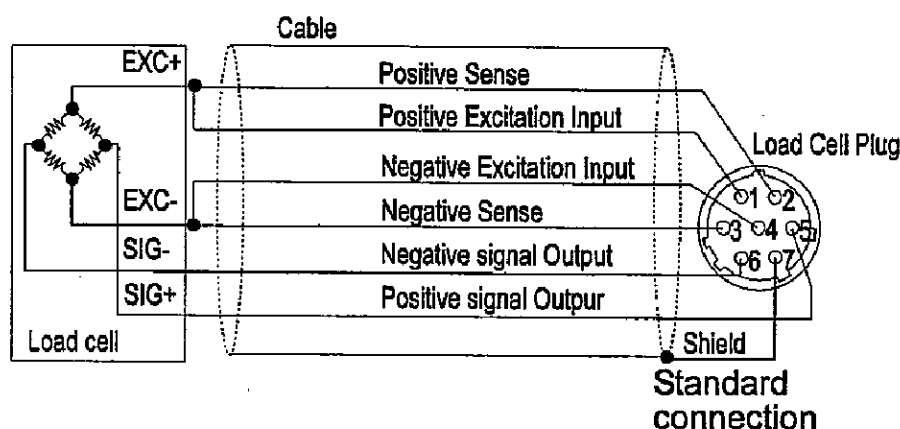 Cable
EXC+
Positive Sense
Positive Excitation Input
Load Cell Plug
Negative Excitation Input
1 2
EXC-
Negative Sense
3 4 5
SIG-
Negative signal Output
6 7
SIG+
Positive signal Outpur
Load cell
Shield
Standard
connection